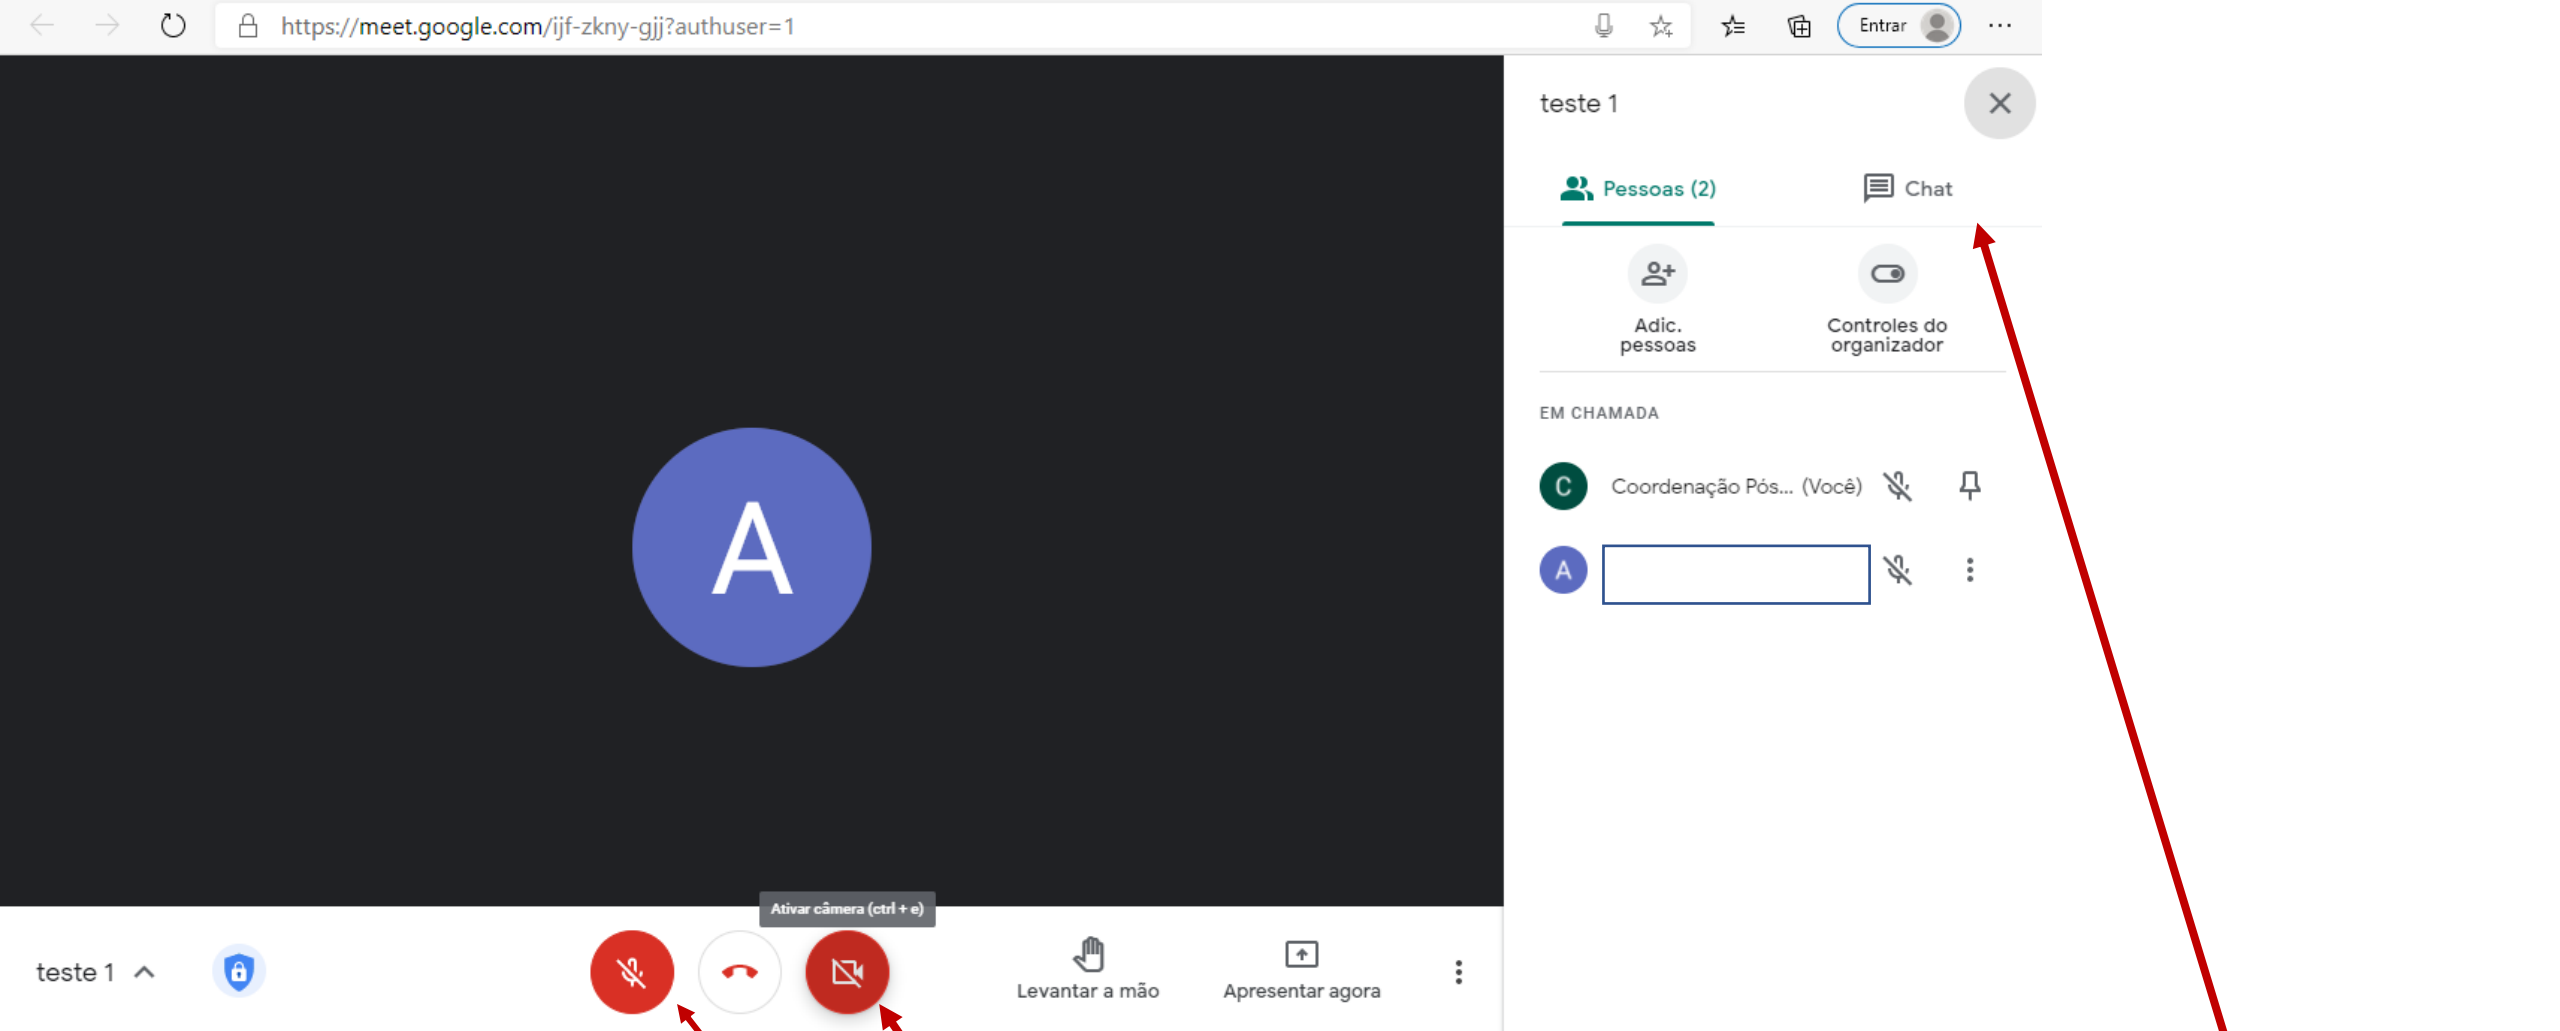 https://meet.google.com/ijf-zkny-gjj?authuser=1
Entrar
teste 1
Pessoas (2)
Chat
Adic.
pessoas
Controles do
organizador
EM CHAMADA
C
Coordenação Pós... (Você)
A
A
Ativar câmera (ctrl + e)
teste 1
Levantar a mão
Apresentar agora